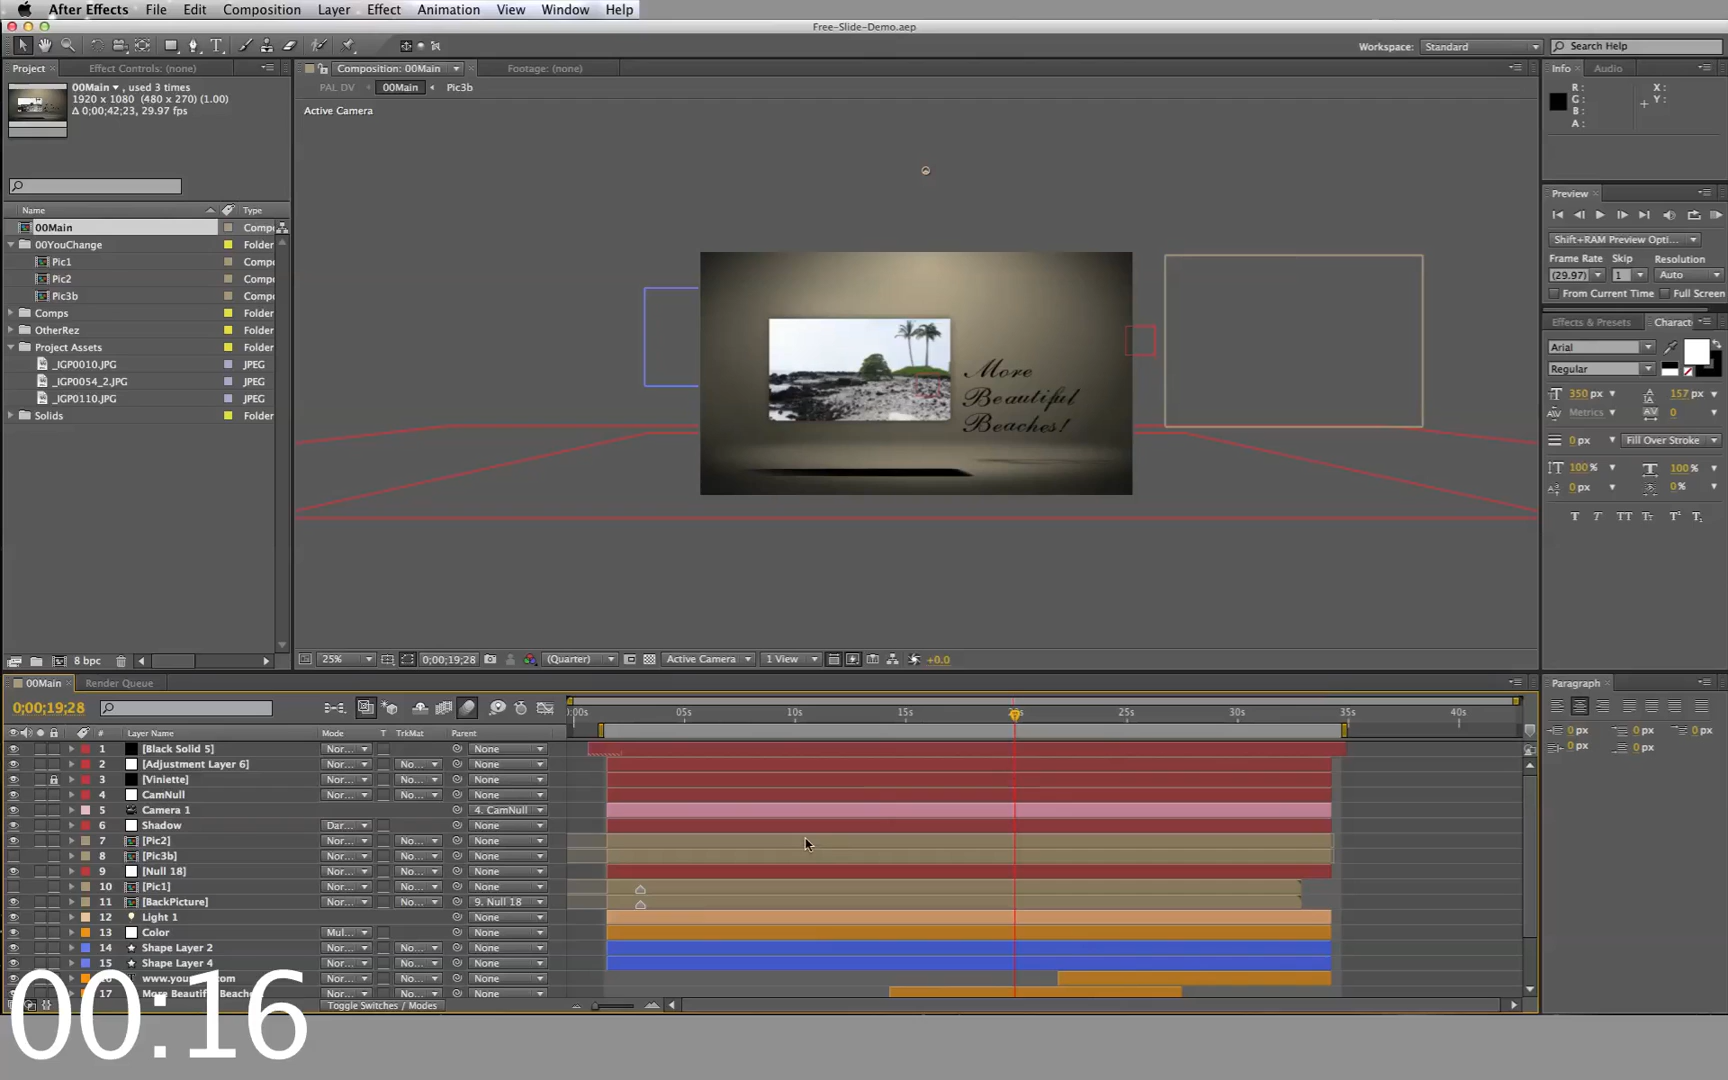 After Effects File Edit Composition Layer Effect Animation View Window Help
Free-Slide-Demo.aep
Workspace: Standard Search Help
Project Effect Controls: (none) Composition: 00Main Footage: (none) Info Audio
00Main , used 3 times
1920 x 1080 (480 x 270) (1.00)
Δ 0;00;42;23, 29.97 fps
PAL DV 00Main Pic3b
Active Camera
R : X :
G : Y :
B :
A :
Preview
Shift+RAM Preview Opti...
Frame Rate Skip Resolution
(29.97) 1 Auto
From Current Time Full Screen
Effects & Presets Charact
Arial
Regular
350 px 157 px
Metrics 0
0 px Fill Over Stroke
100 % 100 %
0 px 0 %
T T TT Tt T¹ T₁
Name Type
00Main Comp
00YouChange Folder
Pic1 Comp
Pic2 Comp
Pic3b Comp
Comps Folder
OtherRez Folder
Project Assets Folder
_IGP0010.JPG JPEG
_IGP0054_2.JPG JPEG
_IGP0110.JPG JPEG
Solids Folder
More
Beautiful
Beaches!
8 bpc
25% 0;00;19;28 (Quarter) Active Camera 1 View +0.0
00Main Render Queue Paragraph
0;00;19;28
05s 10s 15s 25s 30s 35s 40s
# Layer Name Mode T TrkMat Parent
1 [Black Solid 5] Nor... None
2 [Adjustment Layer 6] Nor... No... None
3 [Viniette] Nor... No... None
4 CamNull Nor... No... None
5 Camera 1 4. CamNull
6 Shadow Dar... None
7 [Pic2] Nor... No... None
8 [Pic3b] Nor... No... None
9 [Null 18] Nor... No... None
10 [Pic1] Nor... No... None
11 [BackPicture] Nor... No... 9. Null 18
12 Light 1 None
13 Color Mul... None
14 Shape Layer 2 Nor... No... None
15 Shape Layer 4 Nor... No... None
Nor... No... None
17 More Beautiful Beache Nor... No... None
Toggle Switches / Modes
0 px 0 px 0 px
0 px 0 px
00.16